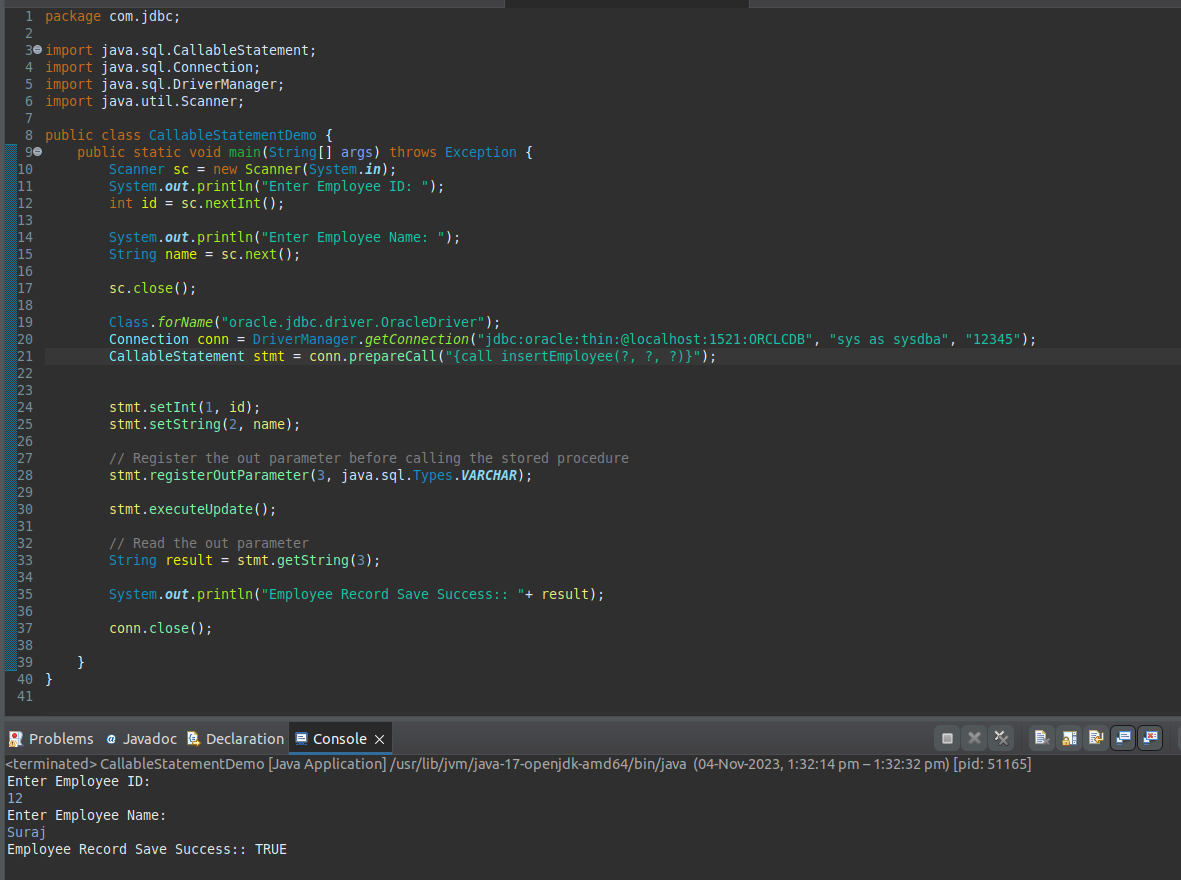 1 package com.jdbc;
2
3 import java.sql.CallableStatement;
4 import java.sql.Connection;
5 import java.sql.DriverManager;
6 import java.util.Scanner;
7
8 public class CallableStatementDemo {
9     public static void main(String[] args) throws Exception {
10         Scanner sc = new Scanner(System.in);
11         System.out.println("Enter Employee ID: ");
12         int id = sc.nextInt();
13
14         System.out.println("Enter Employee Name: ");
15         String name = sc.next();
16
17         sc.close();
18
19         Class.forName("oracle.jdbc.driver.OracleDriver");
20         Connection conn = DriverManager.getConnection("jdbc:oracle:thin:@localhost:1521:ORCLCDB", "sys as sysdba", "12345");
21         CallableStatement stmt = conn.prepareCall("{call insertEmployee(?, ?, ?)}");
22
23
24         stmt.setInt(1, id);
25         stmt.setString(2, name);
26
27         // Register the out parameter before calling the stored procedure
28         stmt.registerOutParameter(3, java.sql.Types.VARCHAR);
29
30         stmt.executeUpdate();
31
32         // Read the out parameter
33         String result = stmt.getString(3);
34
35         System.out.println("Employee Record Save Success:: "+ result);
36
37         conn.close();
38
39     }
40 }
41
Problems Javadoc Declaration Console
<terminated> CallableStatementDemo [Java Application] /usr/lib/jvm/java-17-openjdk-amd64/bin/java (04-Nov-2023, 1:32:14 pm – 1:32:32 pm) [pid: 51165]
Enter Employee ID:
12
Enter Employee Name:
Suraj
Employee Record Save Success:: TRUE